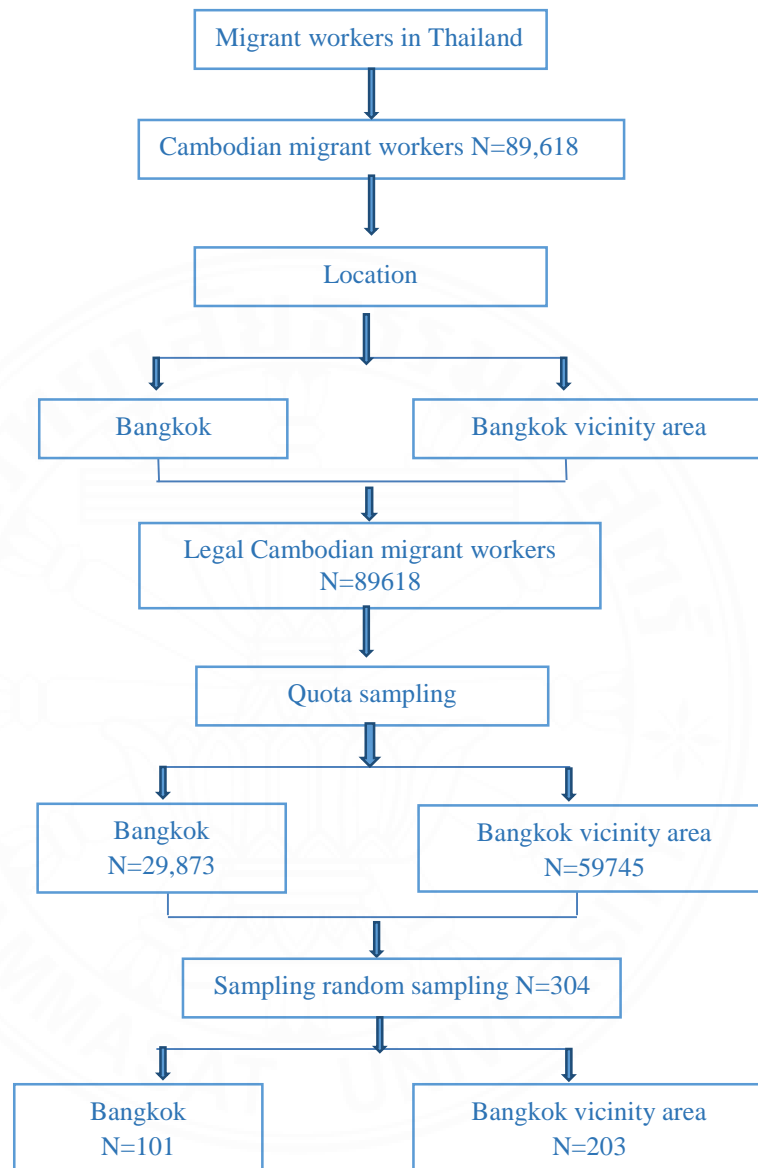 Migrant workers in Thailand
Cambodian migrant workers N=89,618
Location
Bangkok
Bangkok vicinity area
Legal Cambodian migrant workers
N=89618
Quota sampling
Bangkok
N=29,873
Bangkok vicinity area
N=59745
Sampling random sampling N=304
Bangkok
N=101
Bangkok vicinity area
N=203